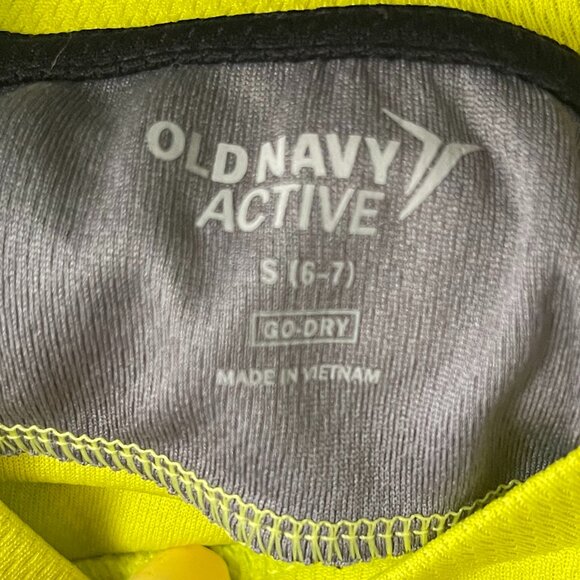 OLD NAVY
ACTIVE
S (6-7)
GO-DRY
MADE IN VIETNAM